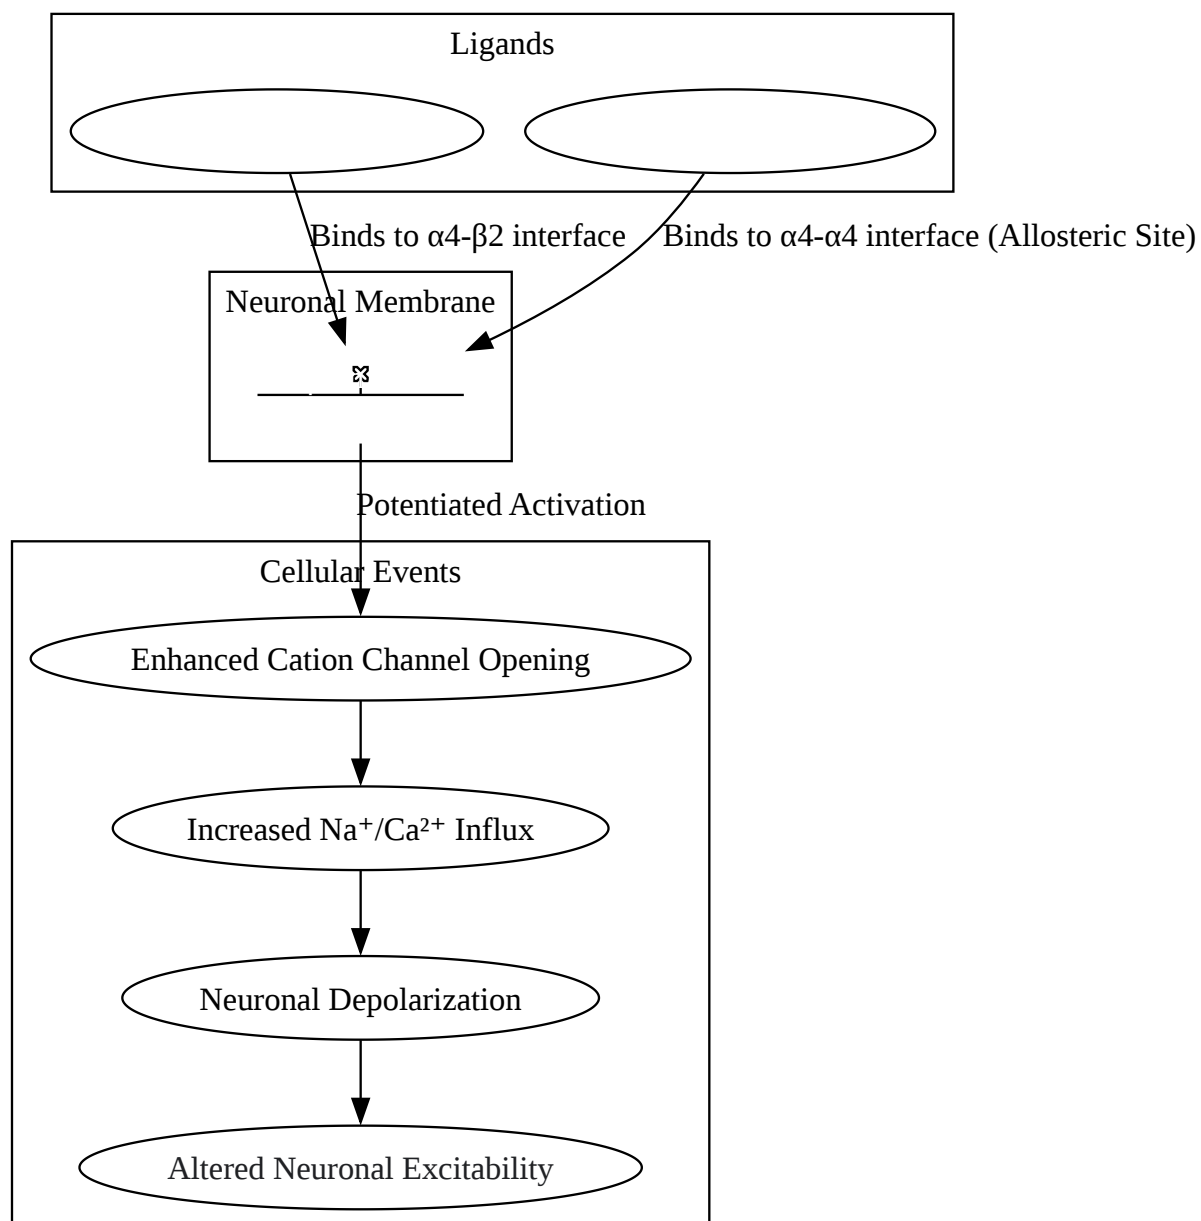 Ligands
Binds to α4-β2 interface
Binds to α4-α4 interface (Allosteric Site)
Neuronal Membrane
Potentiated Activation
Cellular Events
Enhanced Cation Channel Opening
Increased Na⁺/Ca²⁺ Influx
Neuronal Depolarization
Altered Neuronal Excitability